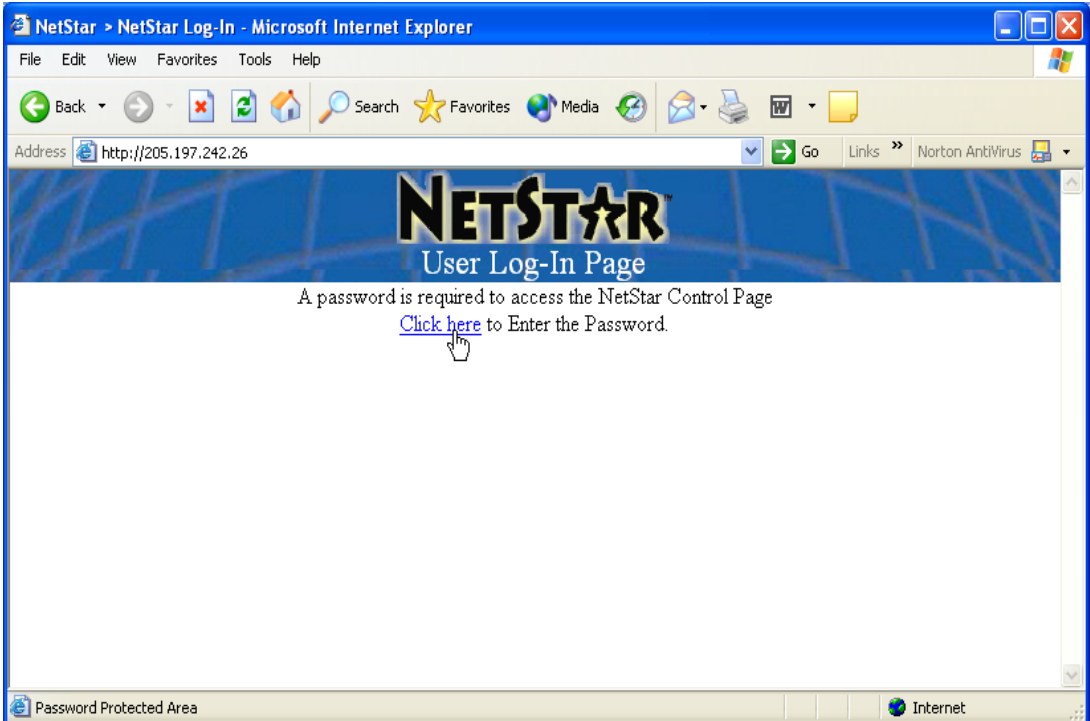 NetStar > NetStar Log-In - Microsoft Internet Explorer
File Edit View Favorites Tools Help
Back Search Favorites Media W
Address http://205.197.242.26 Go Links » Norton AntiVirus
NETSTAR™
User Log-In Page
A password is required to access the NetStar Control Page
Click here to Enter the Password.
Password Protected Area Internet